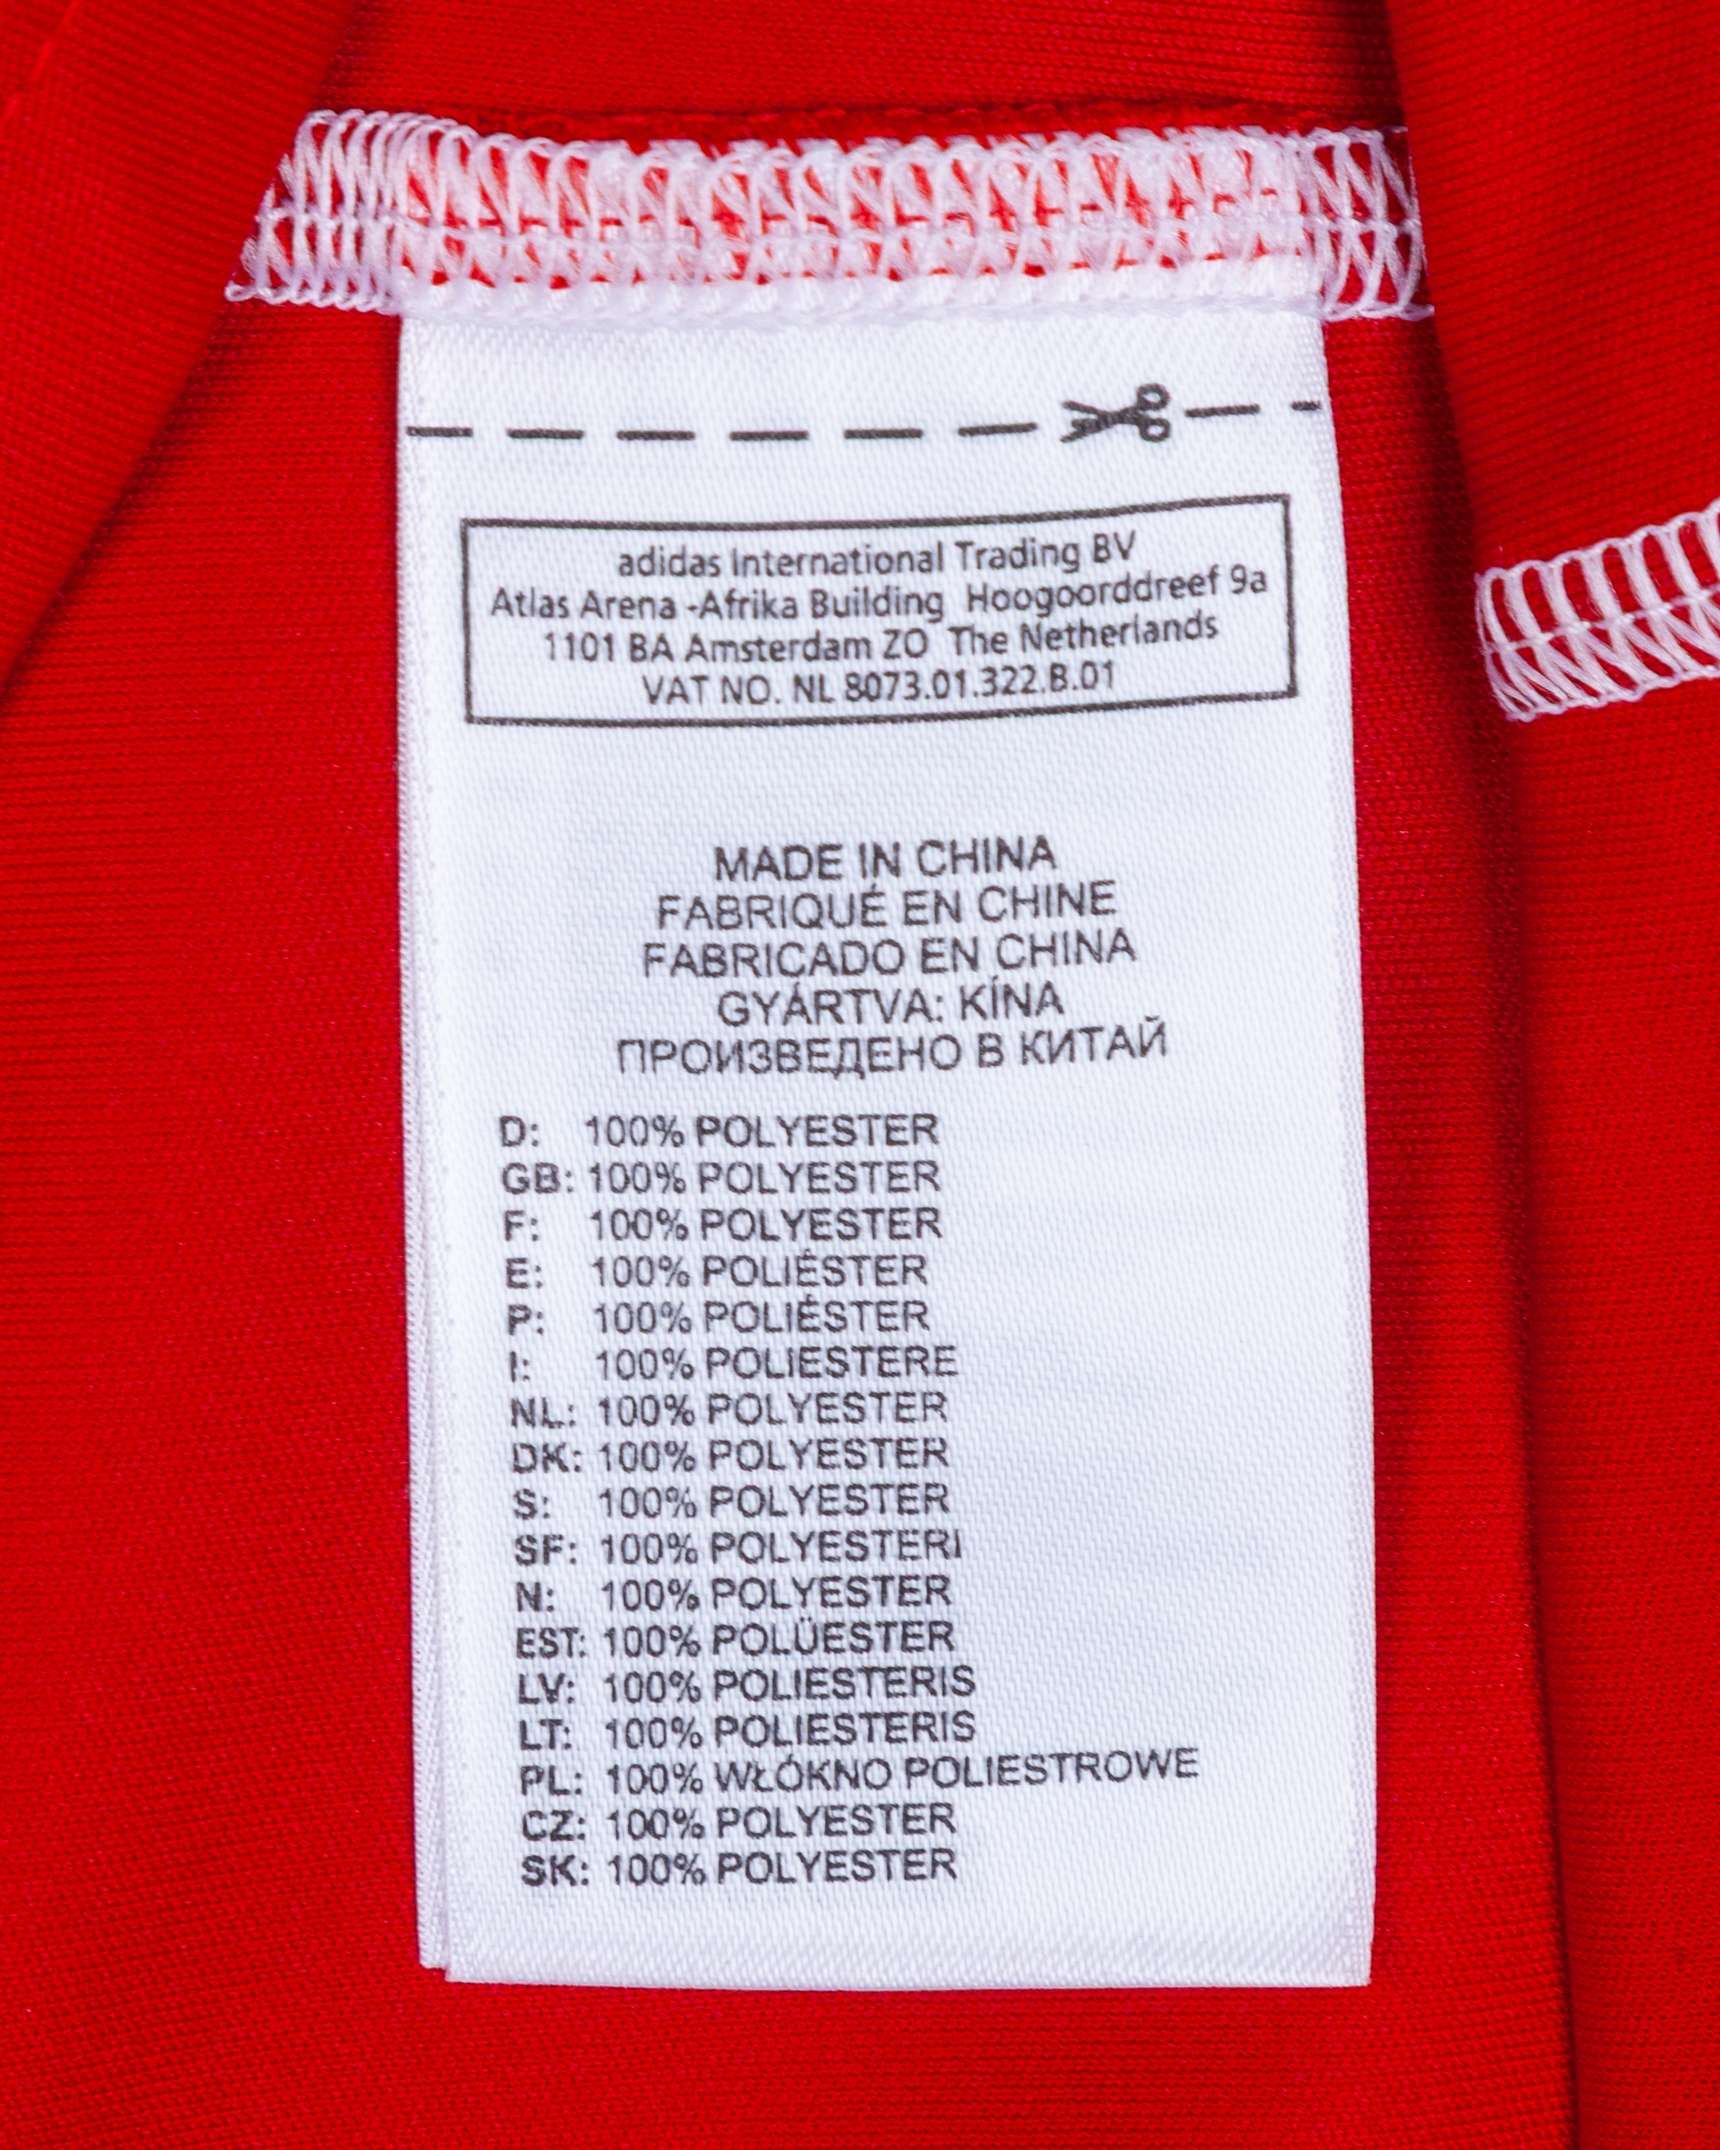 adidas International Trading BV
Atlas Arena -Afrika Building Hoogoorddreef 9a
1101 BA Amsterdam ZO The Netherlands
VAT NO. NL 8073.01.322.B.01
MADE IN CHINA
FABRIQUÉ EN CHINE
FABRICADO EN CHINA
GYÁRTVA: KÍNA
ПРОИЗВЕДЕНО В КИТАЙ
D: 100% POLYESTER
GB: 100% POLYESTER
F: 100% POLYESTER
E: 100% POLIÉSTER
P: 100% POLIÉSTER
I: 100% POLIESTERE
NL: 100% POLYESTER
DK: 100% POLYESTER
S: 100% POLYESTER
SF: 100% POLYESTERI
N: 100% POLYESTER
EST: 100% POLÜESTER
LV: 100% POLIESTERIS
LT: 100% POLIESTERIS
PL: 100% WŁÓKNO POLIESTROWE
CZ: 100% POLYESTER
SK: 100% POLYESTER